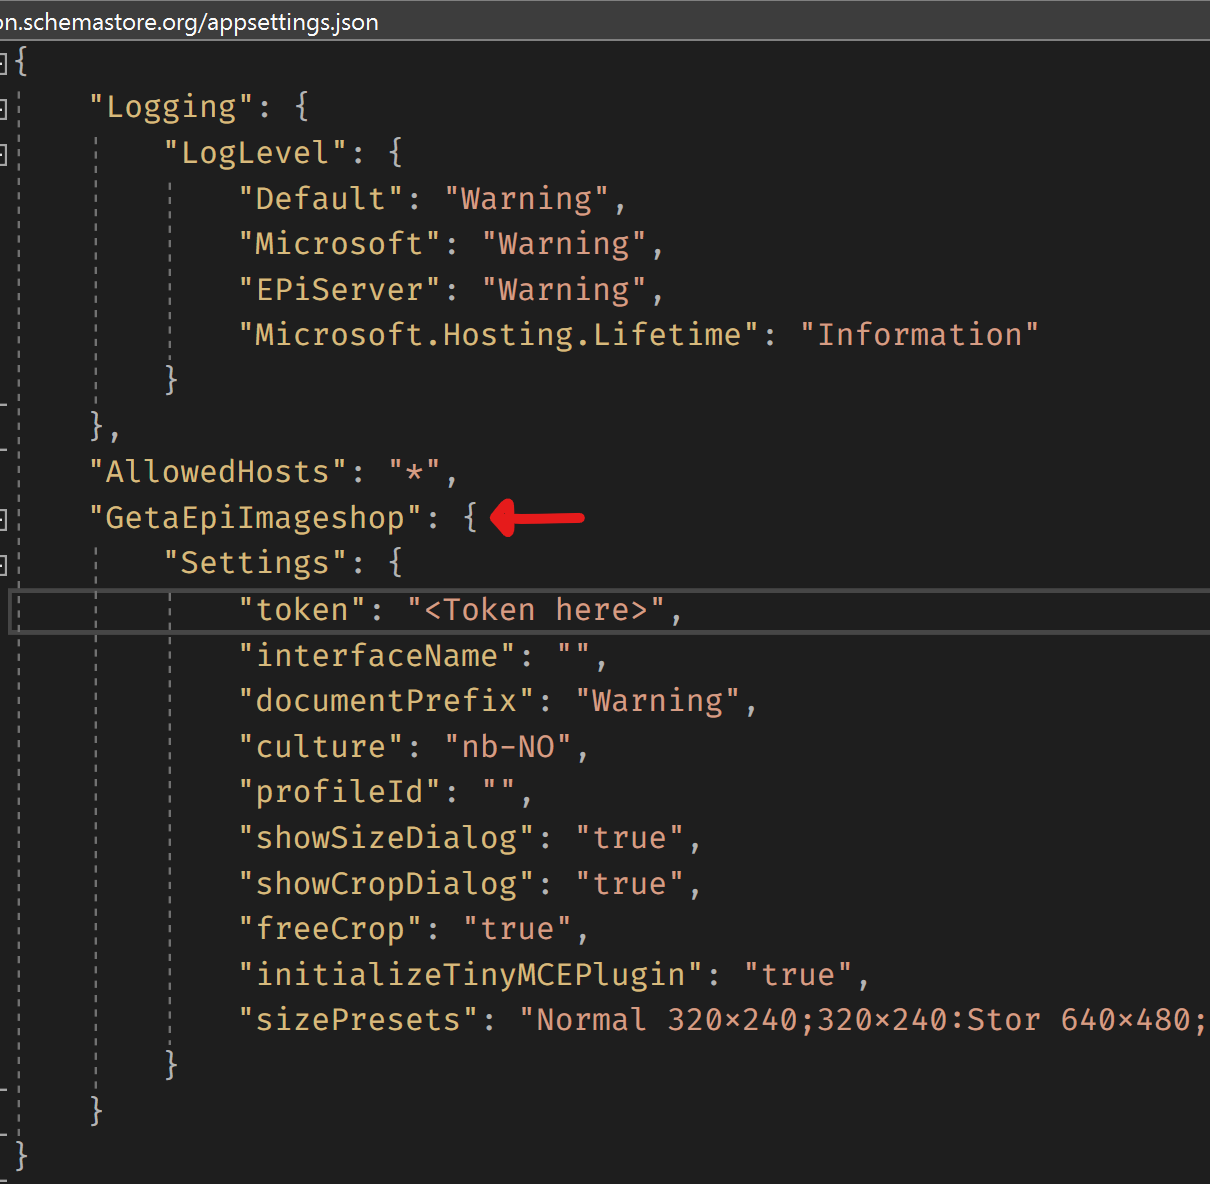 on.schemastore.org/appsettings.json
{
"Logging": {
"LogLevel": {
"Default": "Warning",
"Microsoft": "Warning",
"EPiServer": "Warning",
"Microsoft.Hosting.Lifetime": "Information"
}
},
"AllowedHosts": "*",
"GetaEpiImageshop": {
"Settings": {
"token": "<Token here>",
"interfaceName": "",
"documentPrefix": "Warning",
"culture": "nb-NO",
"profileId": "",
"showSizeDialog": "true",
"showCropDialog": "true",
"freeCrop": "true",
"initializeTinyMCEPlugin": "true",
"sizePresets": "Normal 320×240;320×240:Stor 640×480;
}
}
}